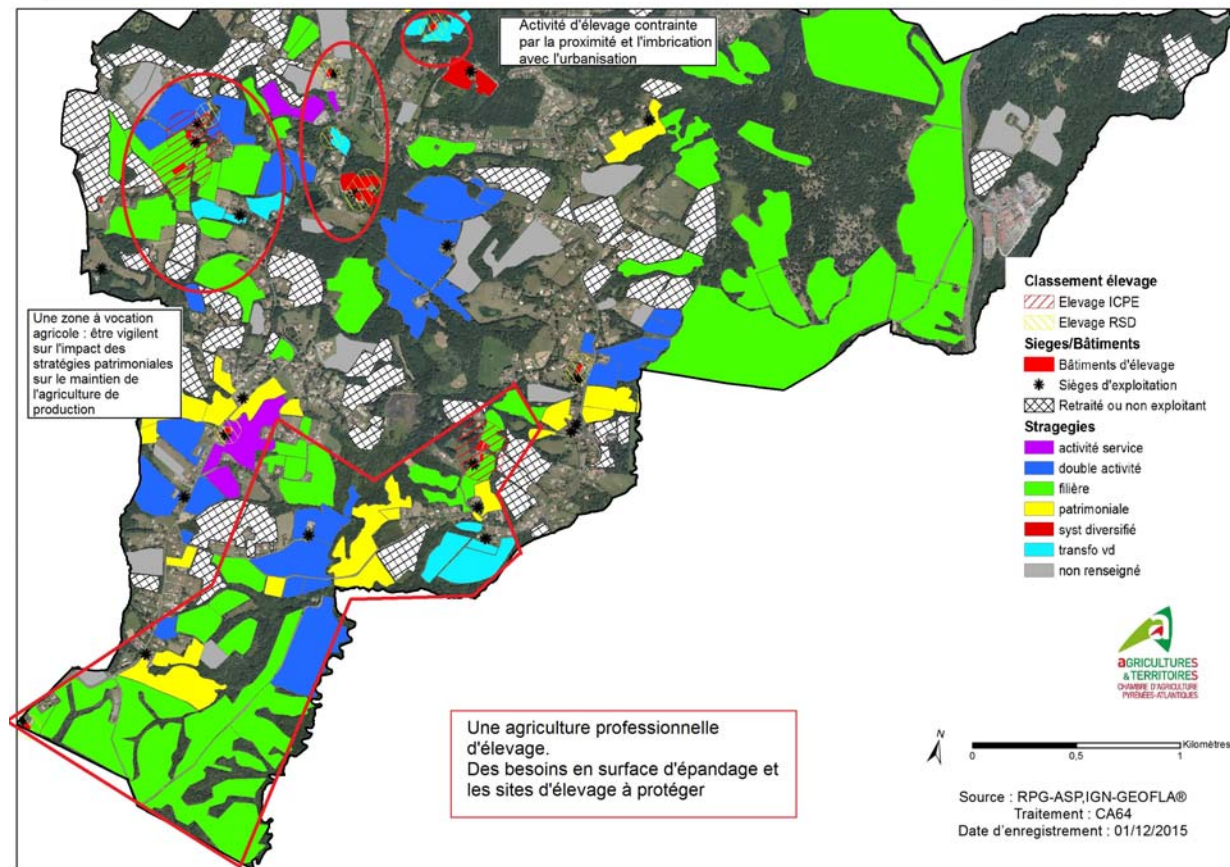 Activité d'élevage contrainte
par la proximité et l'imbrication
avec l'urbanisation
Une zone à vocation
agricole : être vigilent
sur l'impact des
stratégies patrimoniales
sur le maintien de
l'agriculture de
production
Classement élevage
Elevage ICPE
Elevage RSD
Sieges/Bâtiments
Bâtiments d'élevage
Sièges d'exploitation
Retraité ou non exploitant
Stragegies
activité service
double activité
filière
patrimoniale
syst diversifié
transfo vd
non renseigné
AGRICULTURES
& TERRITOIRES
CHAMBRE D'AGRICULTURE
PYRÉNÉES-ATLANTIQUES
Une agriculture professionnelle
d'élevage.
Des besoins en surface d'épandage et
les sites d'élevage à protéger
N
Kilomètres
0 0,5 1
Source : RPG-ASP,IGN-GEOFLA®
Traitement : CA64
Date d'enregistrement : 01/12/2015